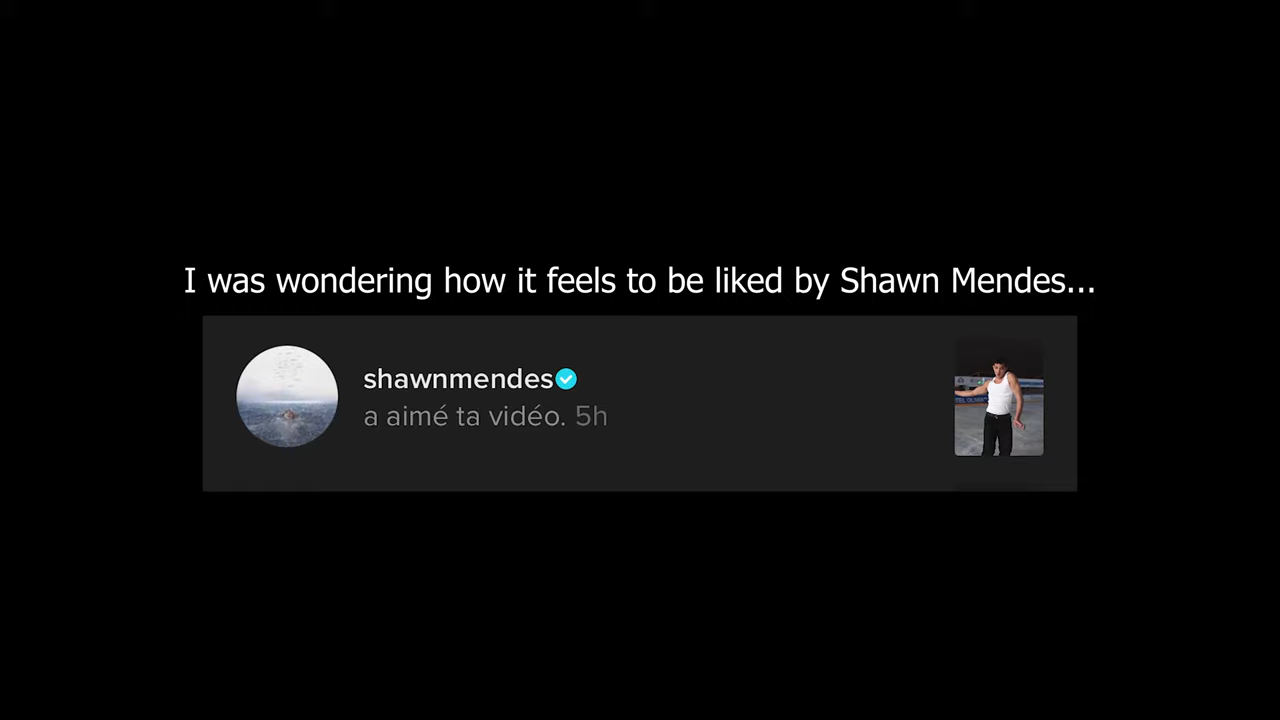 I was wondering how it feels to be liked by Shawn Mendes...
shawnmendes
a aimé ta vidéo. 5h